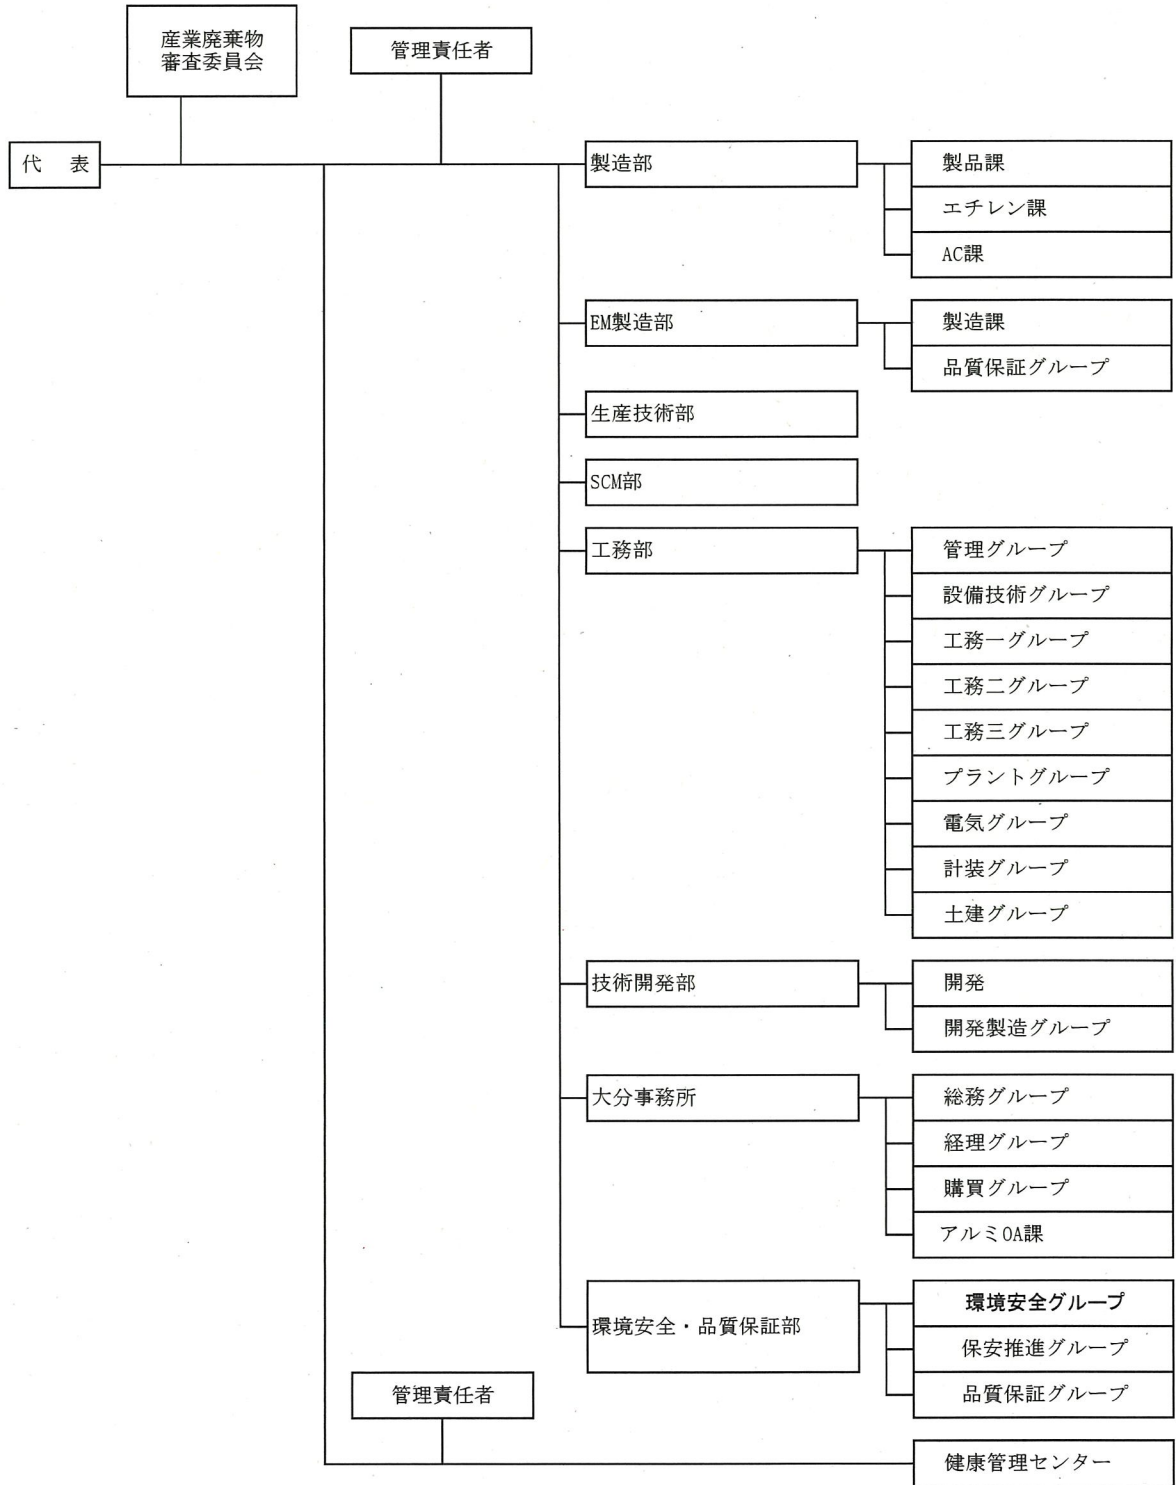 産業廃棄物
審査委員会
管理責任者
代　表
製造部
製品課
エチレン課
AC課
EM製造部
製造課
品質保証グループ
生産技術部
SCM部
工務部
管理グループ
設備技術グループ
工務一グループ
工務二グループ
工務三グループ
プラントグループ
電気グループ
計装グループ
土建グループ
技術開発部
開発
開発製造グループ
大分事務所
総務グループ
経理グループ
購買グループ
アルミOA課
環境安全・品質保証部
環境安全グループ
保安推進グループ
品質保証グループ
管理責任者
健康管理センター